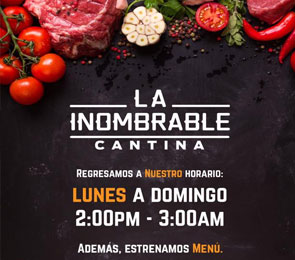 LA
INOMBRABLE
CANTINA
Regresamos a Nuestro horario:
LUNES A DOMINGO
2:00PM - 3:00AM
Además, estrenamos Menú.